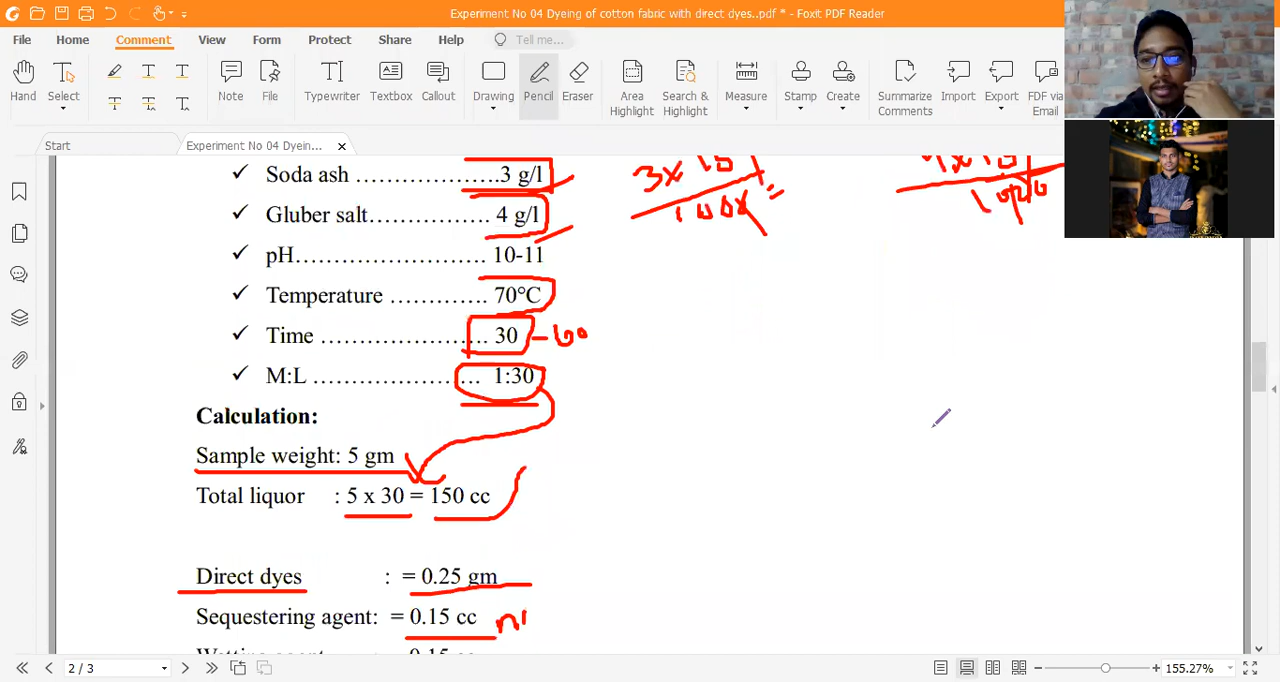 Experiment No 04 Dyeing of cotton fabric with direct dyes..pdf * - Foxit PDF Reader
File Home Comment View Form Protect Share Help Tell me...
Hand Select Note File Typewriter Textbox Callout Drawing Pencil Eraser Area Highlight Search & Highlight Measure Stamp Create Summarize Comments Import Export FDF via Email
Start Experiment No 04 Dyein...
✓ Soda ash ....................3 g/l
✓ Gluber salt.................. 4 g/l
✓ pH............................ 10-11
✓ Temperature ............. 70°C
✓ Time ........................ 30
✓ M:L ......................... 1:30
Calculation:
Sample weight: 5 gm
Total liquor : 5 x 30 = 150 cc
Direct dyes : = 0.25 gm
Sequestering agent: = 0.15 cc
2 / 3
155.27%